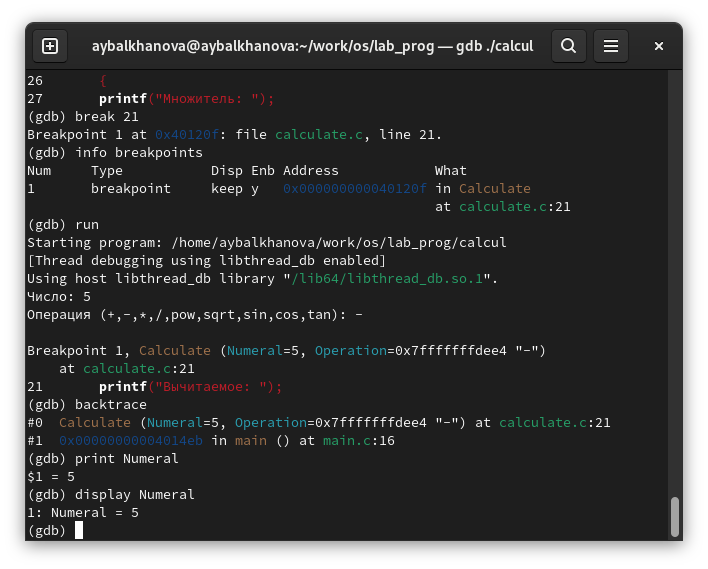 aybalkhanova@aybalkhanova:~/work/os/lab_prog — gdb ./calcul
26       {
27       printf("Множитель: ");
(gdb) break 21
Breakpoint 1 at 0x40120f: file calculate.c, line 21.
(gdb) info breakpoints
Num     Type           Disp Enb Address            What
1       breakpoint     keep y   0x000000000040120f in Calculate
                                                   at calculate.c:21
(gdb) run
Starting program: /home/aybalkhanova/work/os/lab_prog/calcul
[Thread debugging using libthread_db enabled]
Using host libthread_db library "/lib64/libthread_db.so.1".
Число: 5
Операция (+,-,*,/,pow,sqrt,sin,cos,tan): -
Breakpoint 1, Calculate (Numeral=5, Operation=0x7fffffffdee4 "-")
    at calculate.c:21
21       printf("Вычитаемое: ");
(gdb) backtrace
#0  Calculate (Numeral=5, Operation=0x7fffffffdee4 "-") at calculate.c:21
#1  0x00000000004014eb in main () at main.c:16
(gdb) print Numeral
$1 = 5
(gdb) display Numeral
1: Numeral = 5
(gdb)